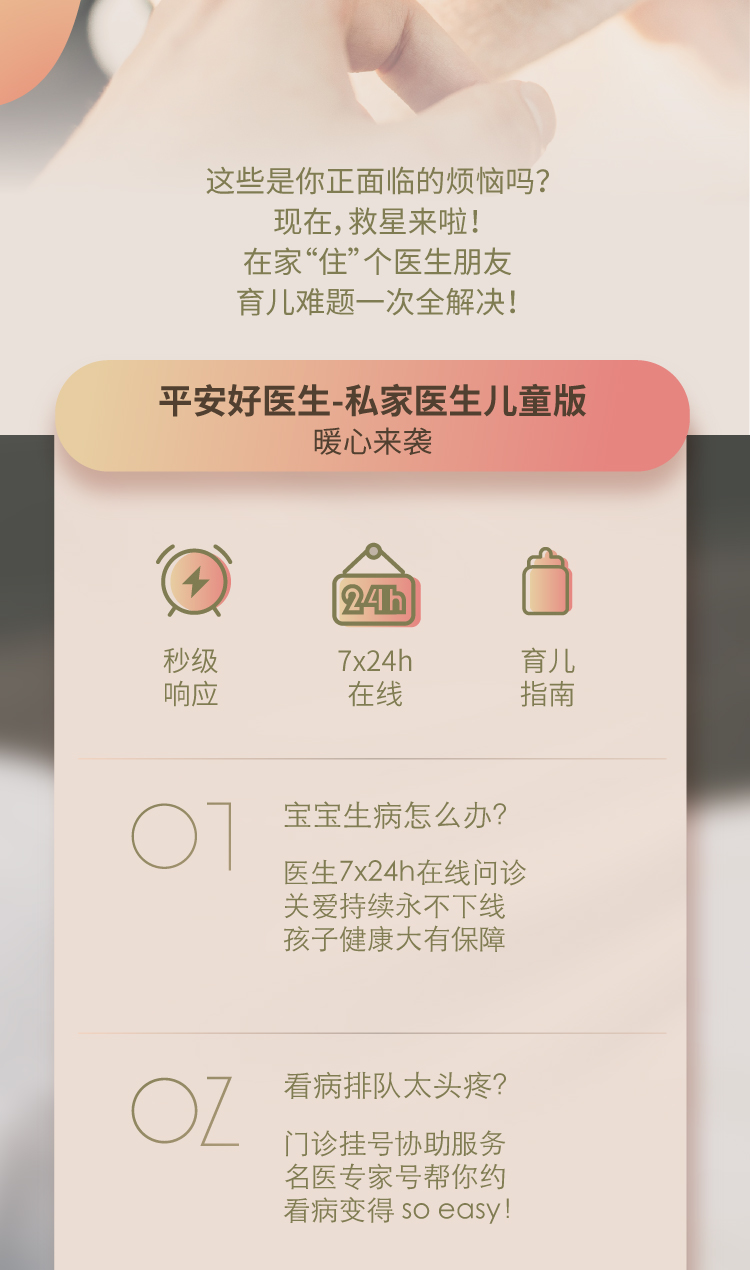 这些是你正面临的烦恼吗？
现在，救星来啦！
在家“住”个医生朋友
育儿难题一次全解决！
平安好医生-私家医生儿童版
暖心来袭
24h
秒级
响应
7x24h
在线
育儿
指南
01
宝宝生病怎么办？
医生7x24h在线问诊
关爱持续永不下线
孩子健康大有保障
02
看病排队太头疼？
门诊挂号协助服务
名医专家号帮你约
看病变得 so easy！